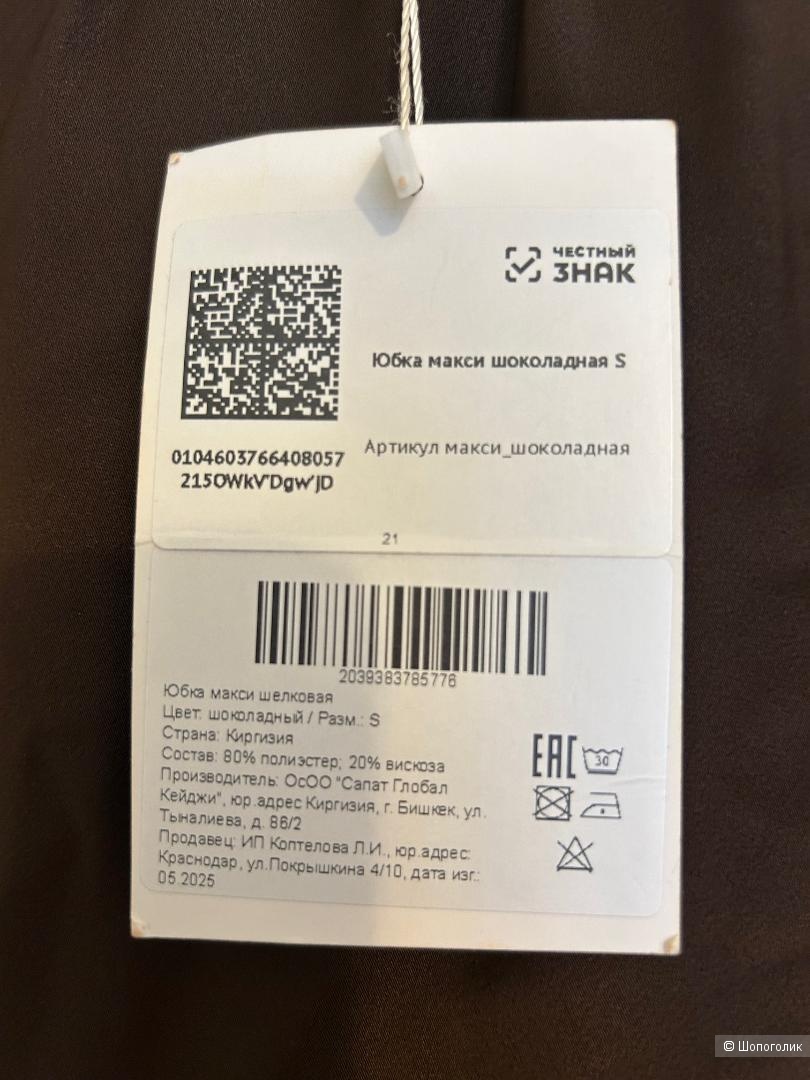 ЧЕСТНЫЙ
ЗНАК
Юбка макси шоколадная S
Артикул макси_шоколадная
0104603766408057
215OWkV'Dgw'jD
21
2039383785776
Юбка макси шелковая
Цвет: шоколадный / Разм.: S
Страна: Киргизия
Состав: 80% полиэстер; 20% вискоза
Производитель: ОсОО "Сапат Глобал
Кейджи", юр.адрес Киргизия, г. Бишкек, ул.
Тыналиева, д. 86/2
Продавец: ИП Коптелова Л.И., юр.адрес:
Краснодар, ул.Покрышкина 4/10, дата изг.:
05.2025
EAC
30
© Шопоголик